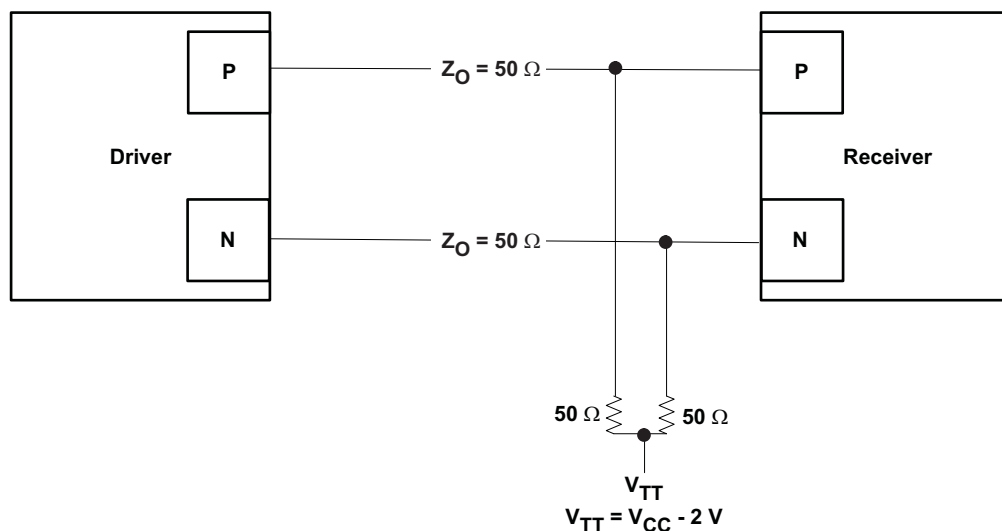 P
Z_O = 50 Ω
P
Driver
Receiver
N
Z_O = 50 Ω
N
50 Ω
50 Ω
V_TT
V_TT = V_CC - 2 V